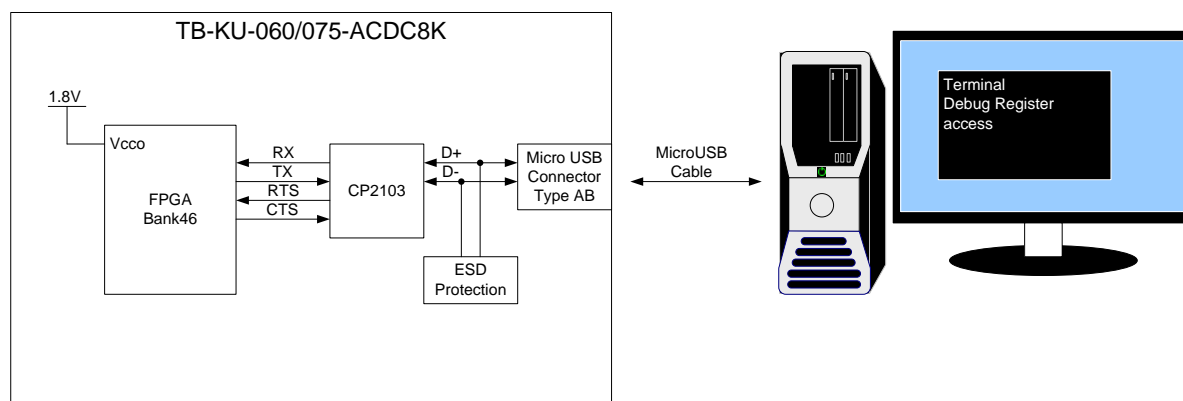 TB-KU-060/075-ACDC8K
1.8V
Vcco
FPGA
Bank46
RX
TX
RTS
CTS
CP2103
D+
D-
Micro USB
Connector
Type AB
ESD
Protection
MicroUSB
Cable
Terminal
Debug Register
access